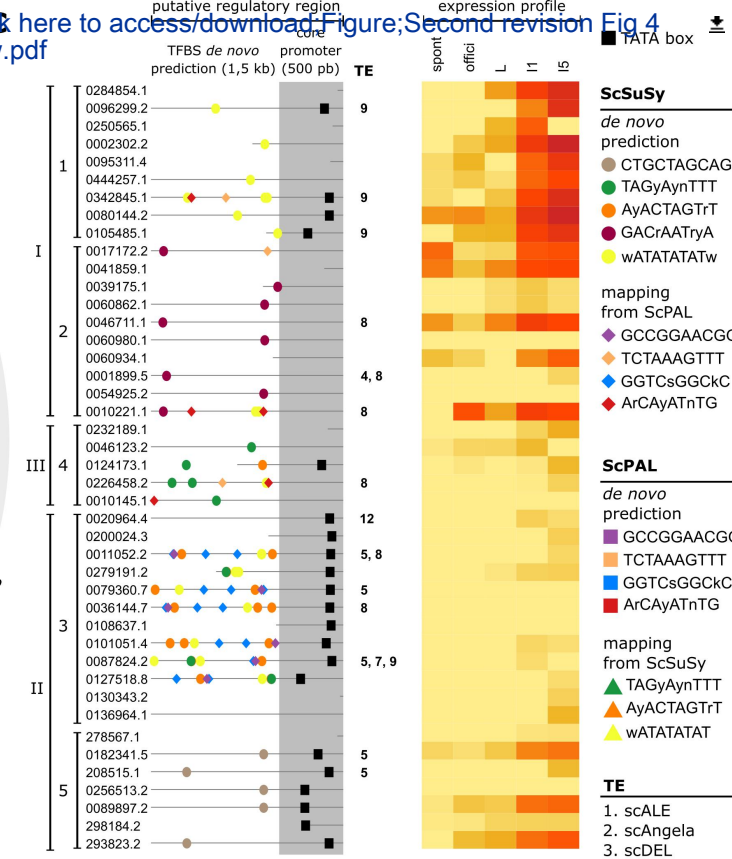 k here to access/download;Figure;Second revision Fig 4
v.pdf
putative regulatory region
expression profile
TFBS de novo
prediction (1,5 kb)
core
promoter
(500 pb)
TE
spont
offici
L
I1
I5
TATA box
I
1
0284854.1
0096299.2 9
0250565.1
0002302.2
0095311.4
0444257.1
0342845.1 9
0080144.2
0105485.1 9
2
0017172.2
0041859.1
0039175.1
0060862.1
0046711.1 8
0060980.1
0060934.1
0001899.5 4, 8
0054925.2
0010221.1 8
III
4
0232189.1
0046123.2
0124173.1
0226458.2 8
0010145.1
II
3
0020964.4 12
0200024.3
0011052.2 5, 8
0279191.2
0079360.7 5
0036144.7 8
0108637.1
0101051.4
0087824.2 5, 7, 9
0127518.8
0130343.2
0136964.1
5
278567.1
0182341.5 5
208515.1 5
0256513.2
0089897.2
298184.2
293823.2
ScSuSy
de novo
prediction
CTGCTAGCAG
TAGyAynTTT
AyACTAGTrT
GACrAATryA
wATATATATw
mapping
from ScPAL
GCCGGAACGC
TCTAAAGTTT
GGTCsGGCkC
ArCAyATnTG
ScPAL
de novo
prediction
GCCGGAACGC
TCTAAAGTTT
GGTCsGGCkC
ArCAyATnTG
mapping
from ScSuSy
TAGyAynTTT
AyACTAGTrT
wATATATAT
TE
1. scALE
2. scAngela
3. scDEL